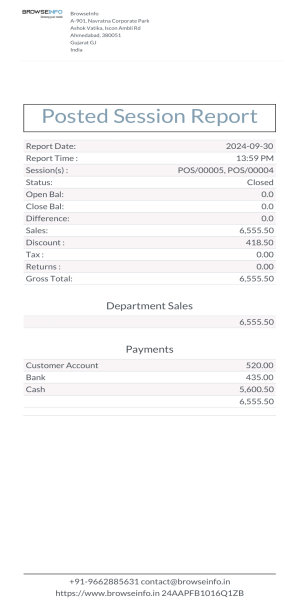 BROWSEINFO
BrowseInfo
A-901, Navratna Corporate Park
Ashok Vatika, Iscon Ambli Rd
Ahmedabad, 380051
Gujarat GJ
India
Posted Session Report
Report Date: 2024-09-30
Report Time : 13:59 PM
Session(s) : POS/00005, POS/00004
Status: Closed
Open Bal: 0.0
Close Bal: 0.0
Difference: 0.0
Sales: 6,555.50
Discount : 418.50
Tax : 0.00
Returns : 0.00
Gross Total: 6,555.50
Department Sales
6,555.50
Payments
Customer Account 520.00
Bank 435.00
Cash 5,600.50
6,555.50
+91-9662885631 contact@browseinfo.in
https://www.browseinfo.in 24AAPFB1016Q1ZB